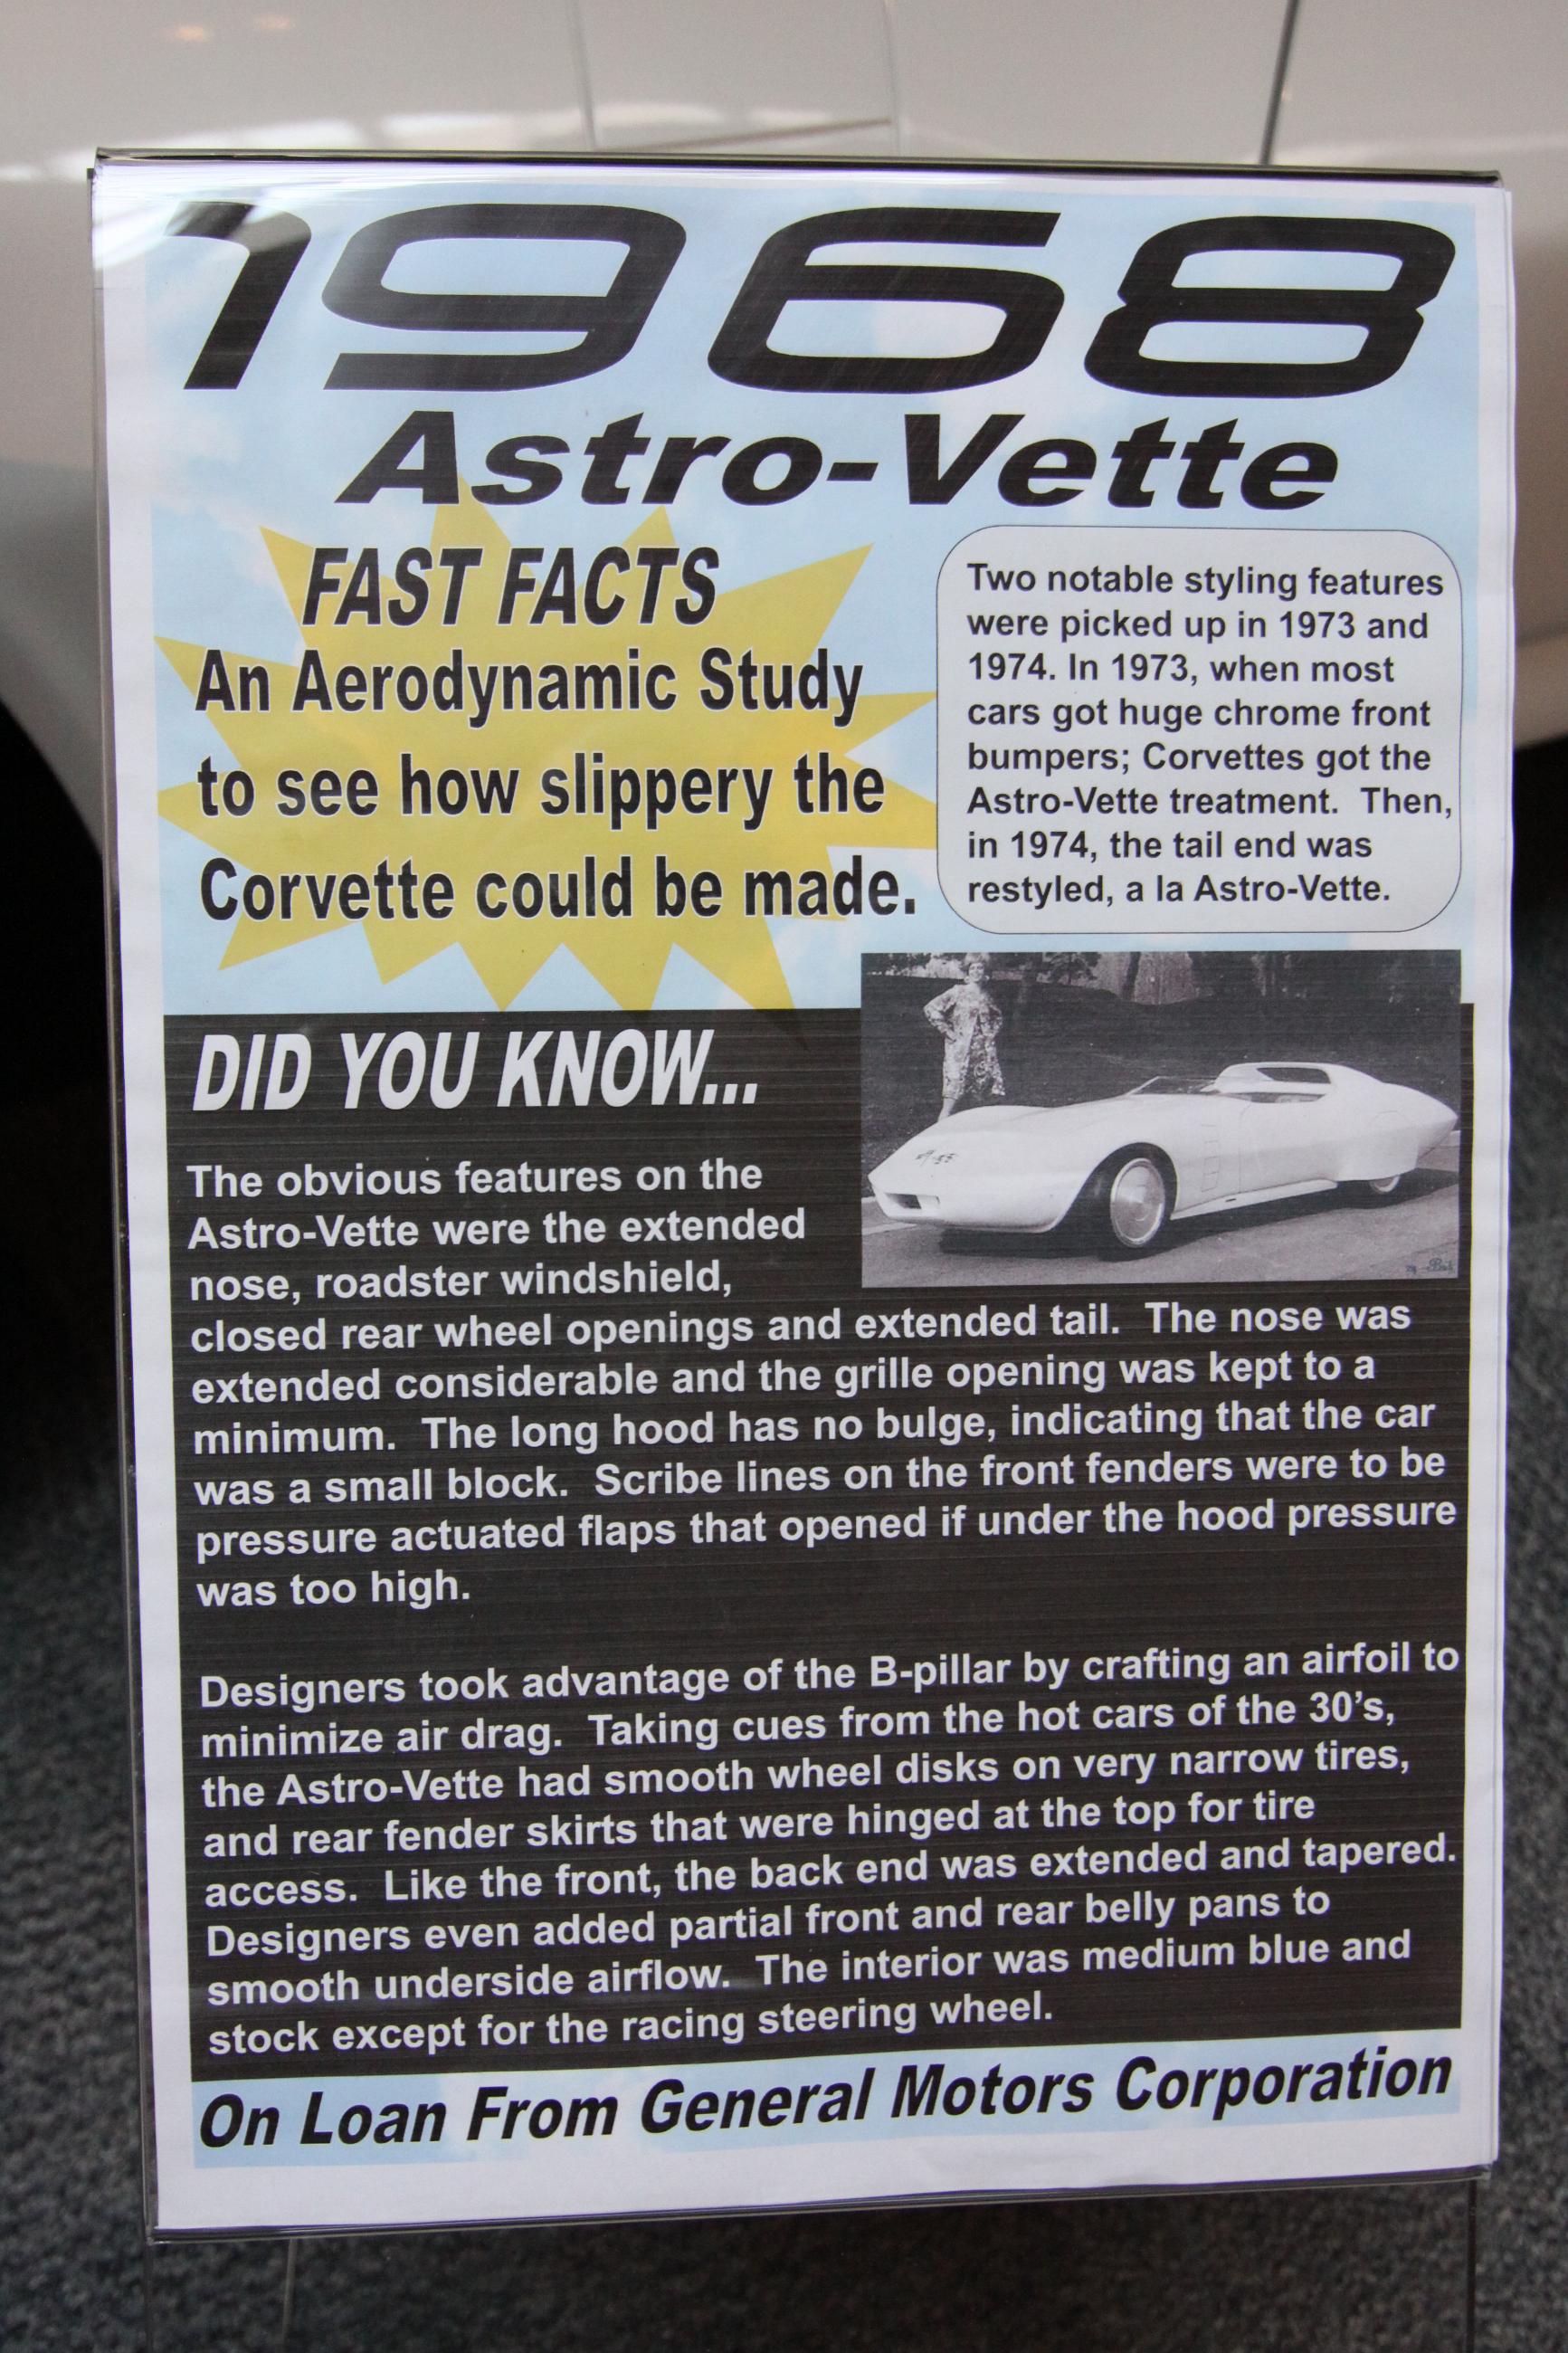 1968
Astro-Vette
FAST FACTS
An Aerodynamic Study
to see how slippery the
Corvette could be made.
Two notable styling features
were picked up in 1973 and
1974. In 1973, when most
cars got huge chrome front
bumpers; Corvettes got the
Astro-Vette treatment. Then,
in 1974, the tail end was
restyled, a la Astro-Vette.
DID YOU KNOW...
The obvious features on the
Astro-Vette were the extended
nose, roadster windshield,
closed rear wheel openings and extended tail. The nose was
extended considerable and the grille opening was kept to a
minimum. The long hood has no bulge, indicating that the car
was a small block. Scribe lines on the front fenders were to be
pressure actuated flaps that opened if under the hood pressure
was too high.
Designers took advantage of the B-pillar by crafting an airfoil to
minimize air drag. Taking cues from the hot cars of the 30's,
the Astro-Vette had smooth wheel disks on very narrow tires,
and rear fender skirts that were hinged at the top for tire
access. Like the front, the back end was extended and tapered.
Designers even added partial front and rear belly pans to
smooth underside airflow. The interior was medium blue and
stock except for the racing steering wheel.
On Loan From General Motors Corporation